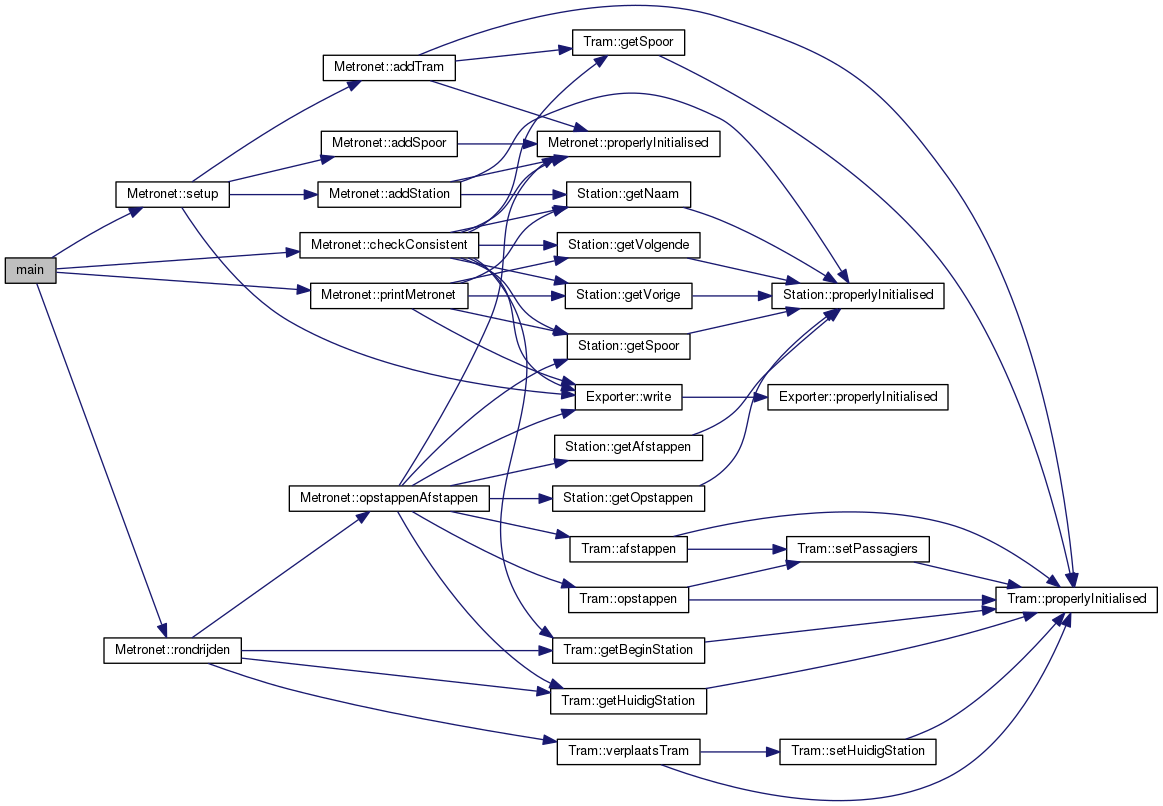 main
Metronet::setup
Metronet::addTram
Metronet::addSpoor
Metronet::addStation
Metronet::checkConsistent
Metronet::printMetronet
Metronet::opstappenAfstappen
Metronet::rondrijden
Tram::getSpoor
Metronet::properlyInitialised
Station::getNaam
Station::getVolgende
Station::getVorige
Station::getSpoor
Exporter::write
Station::getAfstappen
Station::getOpstappen
Tram::afstappen
Tram::opstappen
Tram::getBeginStation
Tram::getHuidigStation
Tram::verplaatsTram
Station::properlyInitialised
Exporter::properlyInitialised
Tram::setPassagiers
Tram::setHuidigStation
Tram::properlyInitialised